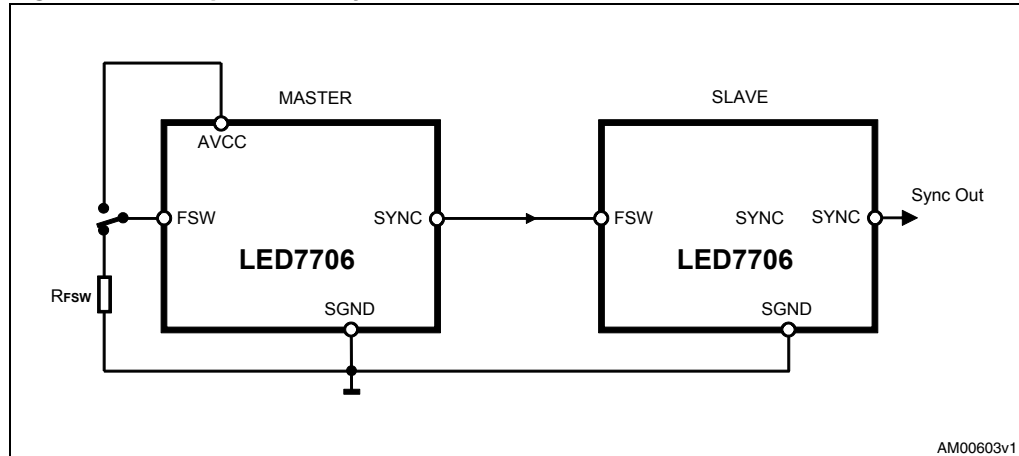 MASTER
SLAVE
AVCC
FSW
SYNC
FSW
SYNC
SYNC
Sync Out
LED7706
LED7706
RFSW
SGND
SGND
AM00603v1